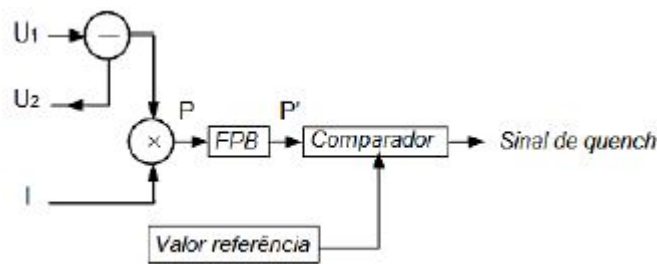 U1
—
U2
×
P
FPB
P'
Comparador
Sinal de quench
I
Valor referência